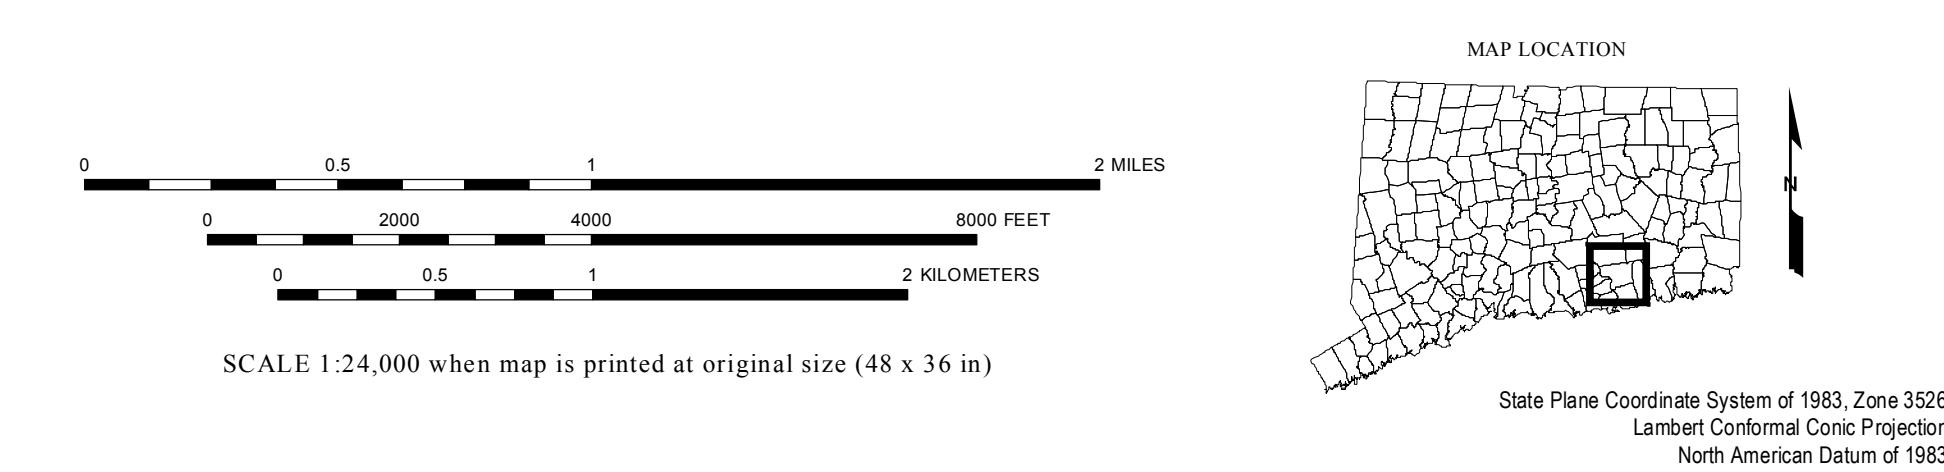 MAP LOCATION
0 0.5 1 2 MILES
0 2000 4000 8000 FEET
0 0.5 1 2 KILOMETERS
SCALE 1:24,000 when map is printed at original size (48 x 36 in)
N
State Plane Coordinate System of 1983, Zone 3526
Lambert Conformal Conic Projection
North American Datum of 1983